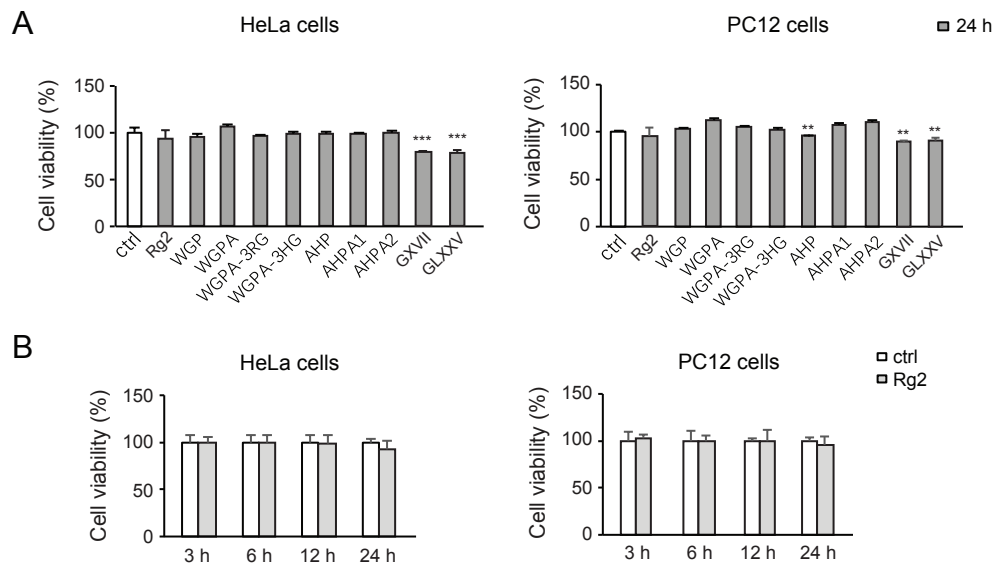 A
HeLa cells
PC12 cells
24 h
Cell viability (%)
150
100
50
0
***
***
ctrl
Rg2
WGP
WGPA
WGPA-3RG
WGPA-3HG
AHP
AHPA1
AHPA2
GXVII
GLXXV
Cell viability (%)
150
100
50
0
**
**
**
ctrl
Rg2
WGP
WGPA
WGPA-3RG
WGPA-3HG
AHP
AHPA1
AHPA2
GXVII
GLXXV
B
HeLa cells
PC12 cells
ctrl
Rg2
Cell viability (%)
150
100
50
0
3 h 6 h 12 h 24 h
Cell viability (%)
150
100
50
0
3 h 6 h 12 h 24 h